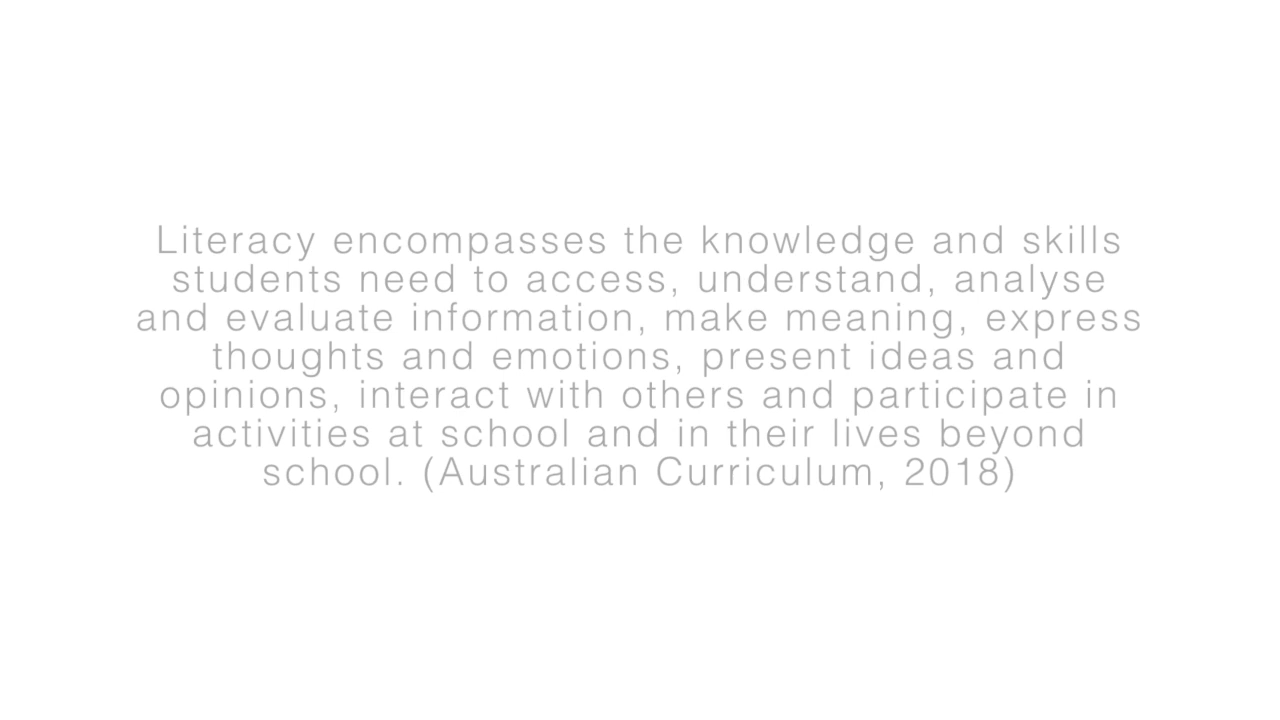 Literacy encompasses the knowledge and skills
students need to access, understand, analyse
and evaluate information, make meaning, express
thoughts and emotions, present ideas and
opinions, interact with others and participate in
activities at school and in their lives beyond
school. (Australian Curriculum, 2018)